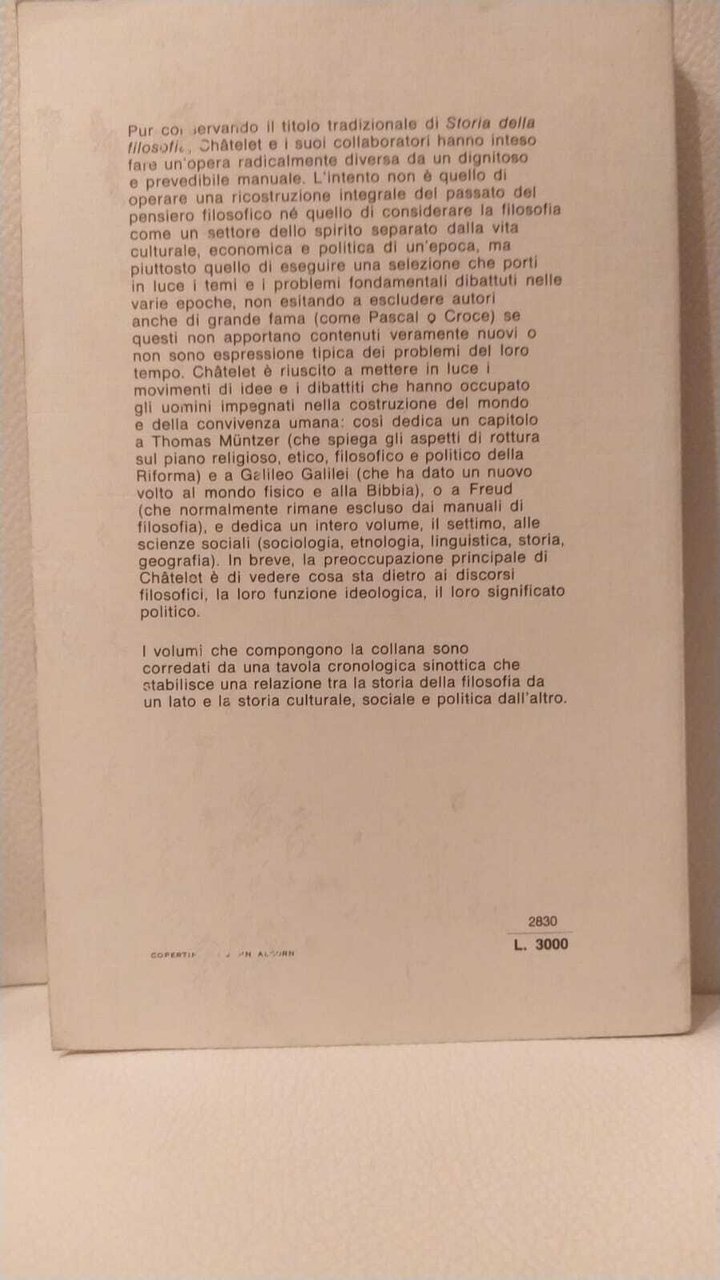 Pur conservando il titolo tradizionale di Storia della
filosofia, Châtelet e i suoi collaboratori hanno inteso
fare un'opera radicalmente diversa da un dignitoso
e prevedibile manuale. L'intento non è quello di
operare una ricostruzione integrale del passato del
pensiero filosofico né quello di considerare la filosofia
come un settore dello spirito separato dalla vita
culturale, economica e politica di un'epoca, ma
piuttosto quello di eseguire una selezione che porti
in luce i temi e i problemi fondamentali dibattuti nelle
varie epoche, non esitando a escludere autori
anche di grande fama (come Pascal o Croce) se
questi non apportano contenuti veramente nuovi o
non sono espressione tipica dei problemi del loro
tempo. Châtelet è riuscito a mettere in luce i
movimenti di idee e i dibattiti che hanno occupato
gli uomini impegnati nella costruzione del mondo
e della convivenza umana: così dedica un capitolo
a Thomas Müntzer (che spiega gli aspetti di rottura
sul piano religioso, etico, filosofico e politico della
Riforma) e a Galileo Galilei (che ha dato un nuovo
volto al mondo fisico e alla Bibbia), o a Freud
(che normalmente rimane escluso dai manuali di
filosofia), e dedica un intero volume, il settimo, alle
scienze sociali (sociologia, etnologia, linguistica, storia,
geografia). In breve, la preoccupazione principale di
Châtelet è di vedere cosa sta dietro ai discorsi
filosofici, la loro funzione ideologica, il loro significato
politico.
I volumi che compongono la collana sono
corredati da una tavola cronologica sinottica che
stabilisce una relazione tra la storia della filosofia da
un lato e la storia culturale, sociale e politica dall'altro.
2830
L. 3000